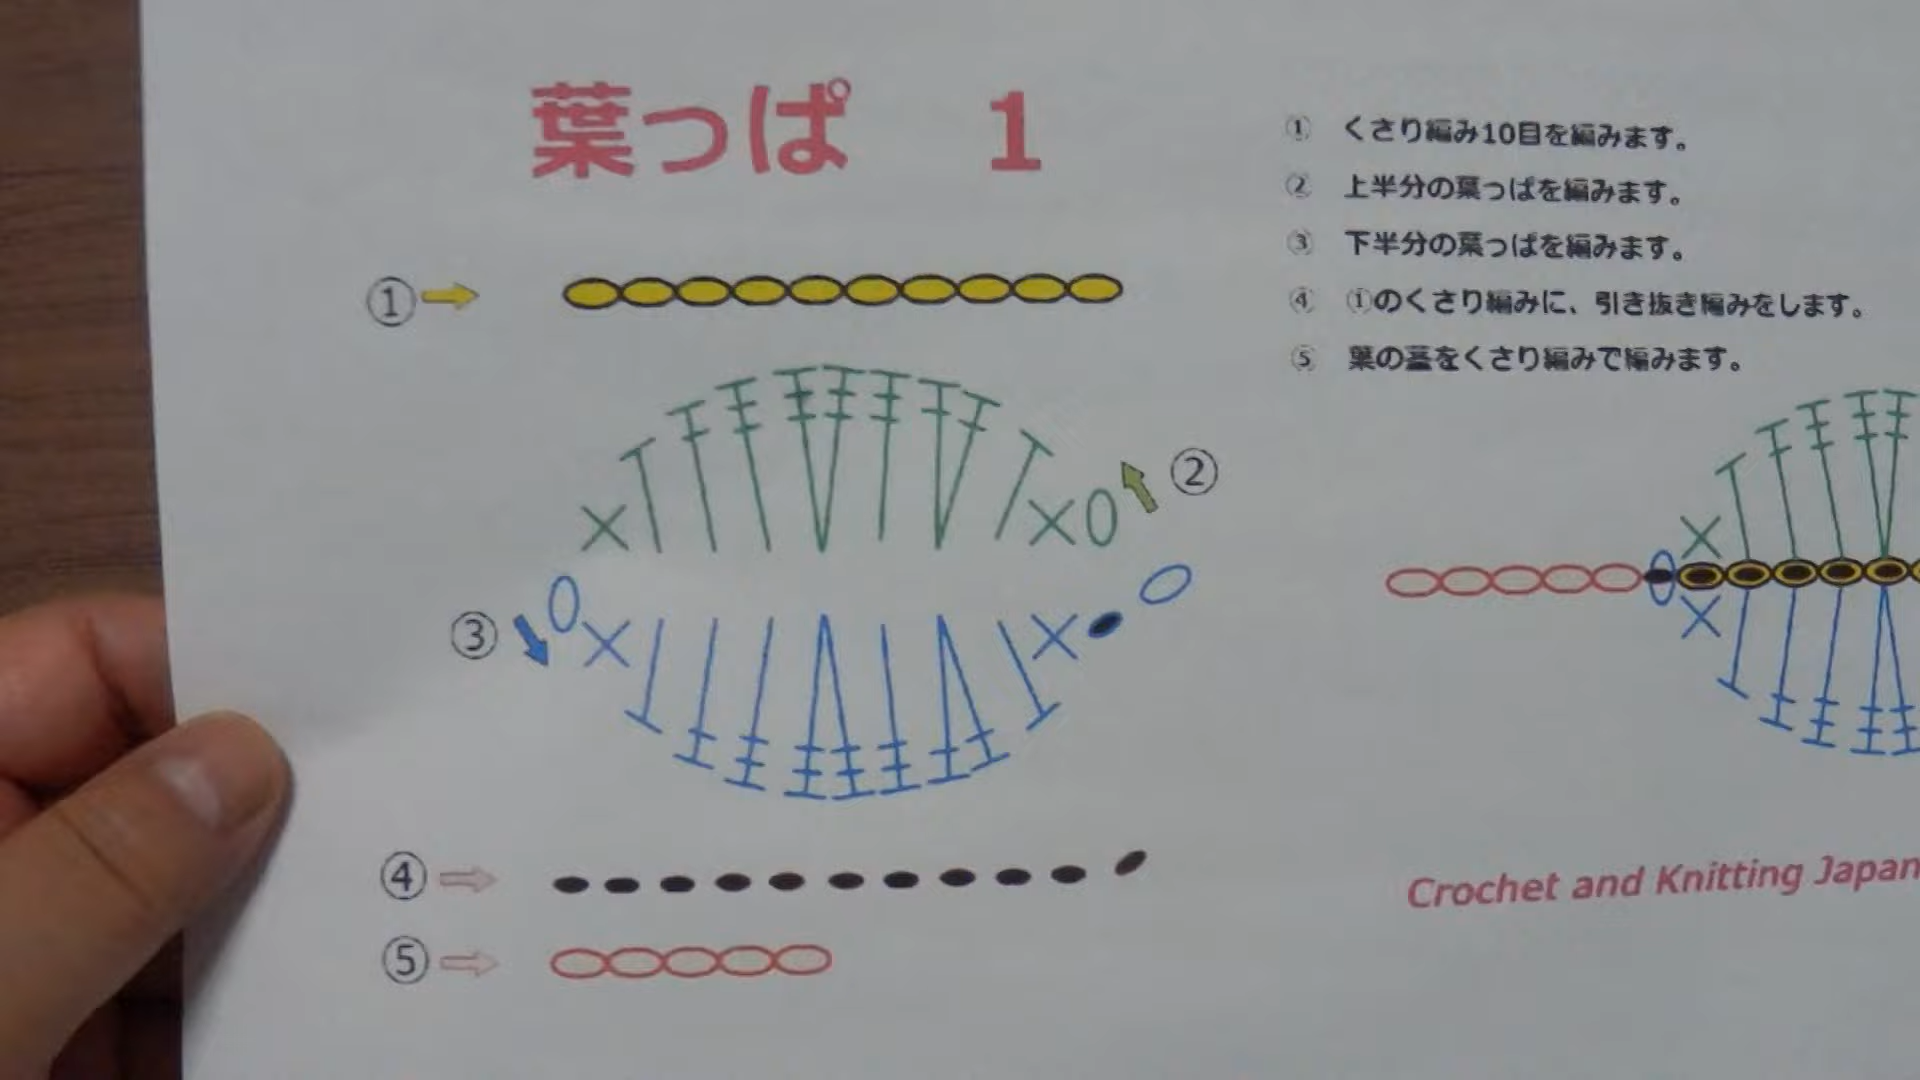 葉っぱ 1
① くさり編み10目を編みます。
② 上半分の葉っぱを編みます。
③ 下半分の葉っぱを編みます。
④ ①のくさり編みに、引き抜き編みをします。
⑤ 葉の茎をくさり編みで編みます。
①
②
③
④
⑤
Crochet and Knitting Japan